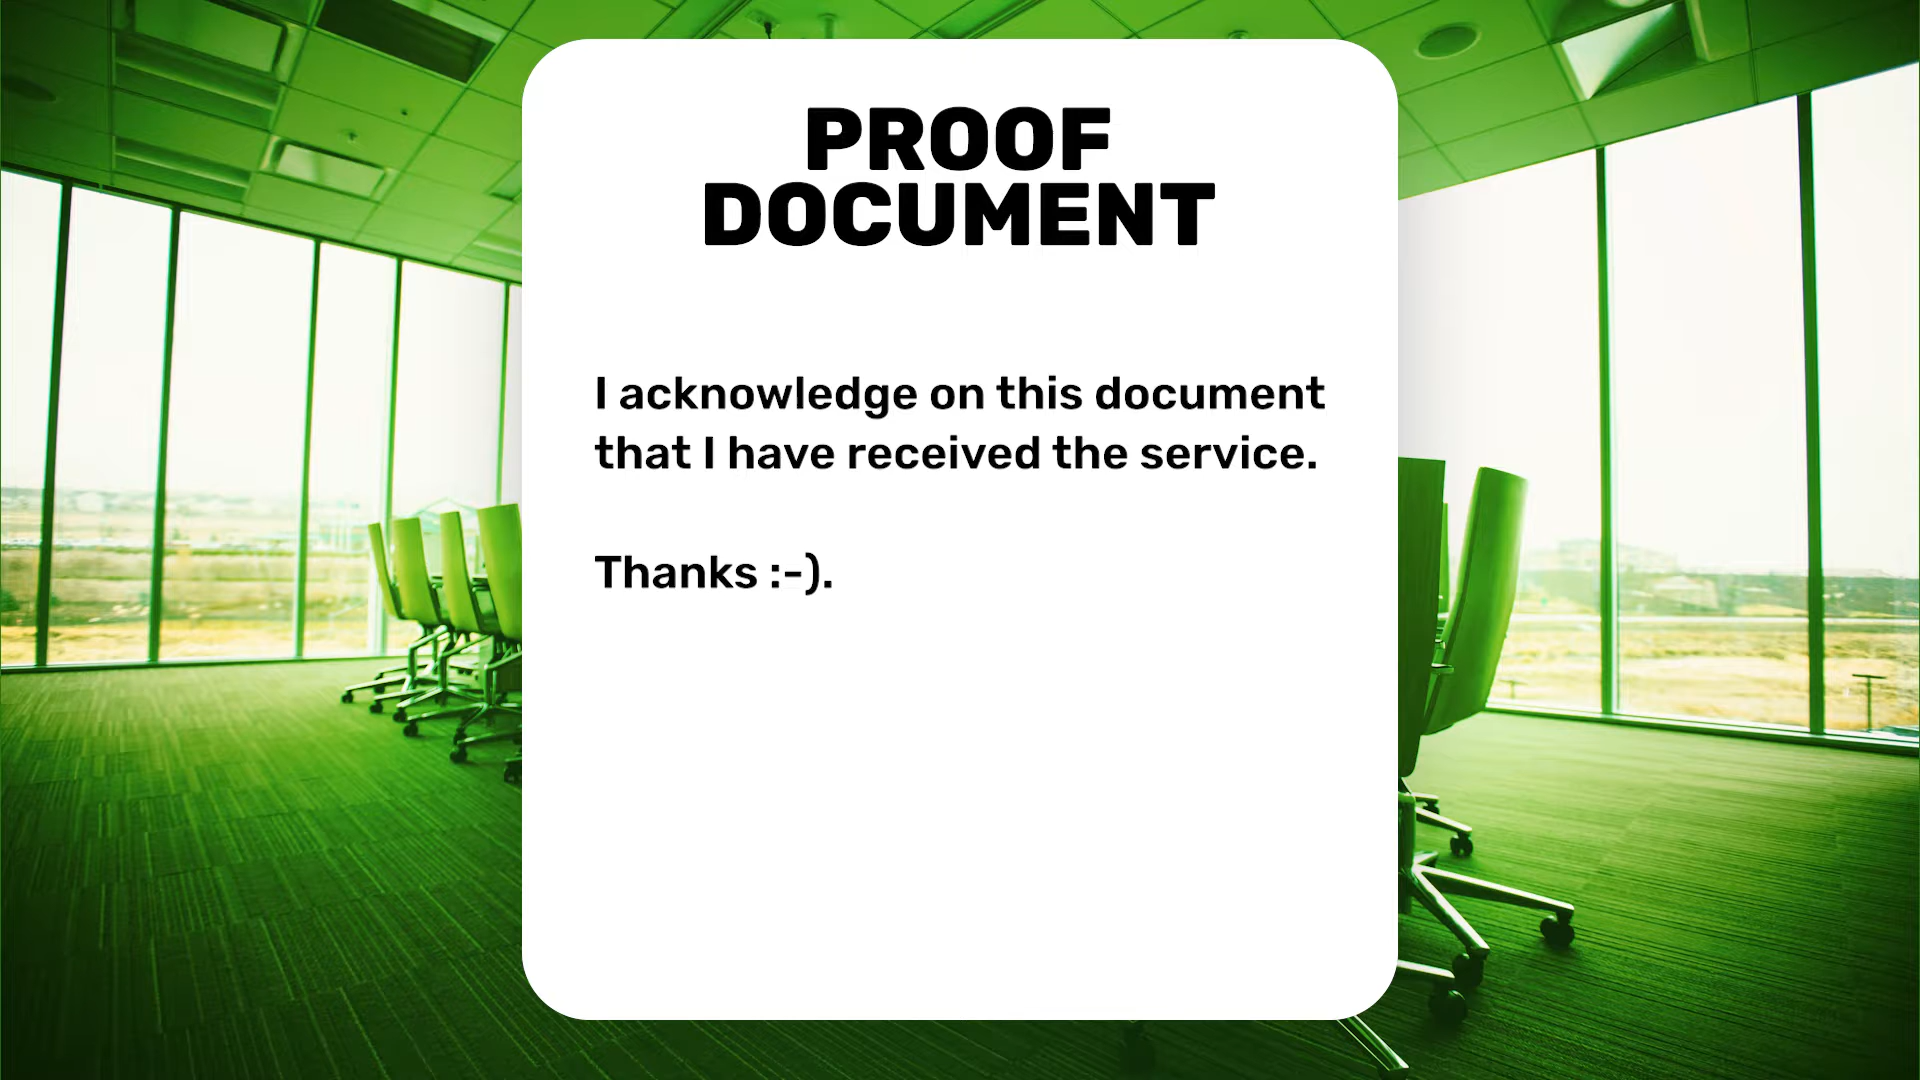 PROOF
DOCUMENT
I acknowledge on this document
that I have received the service.
Thanks :-).